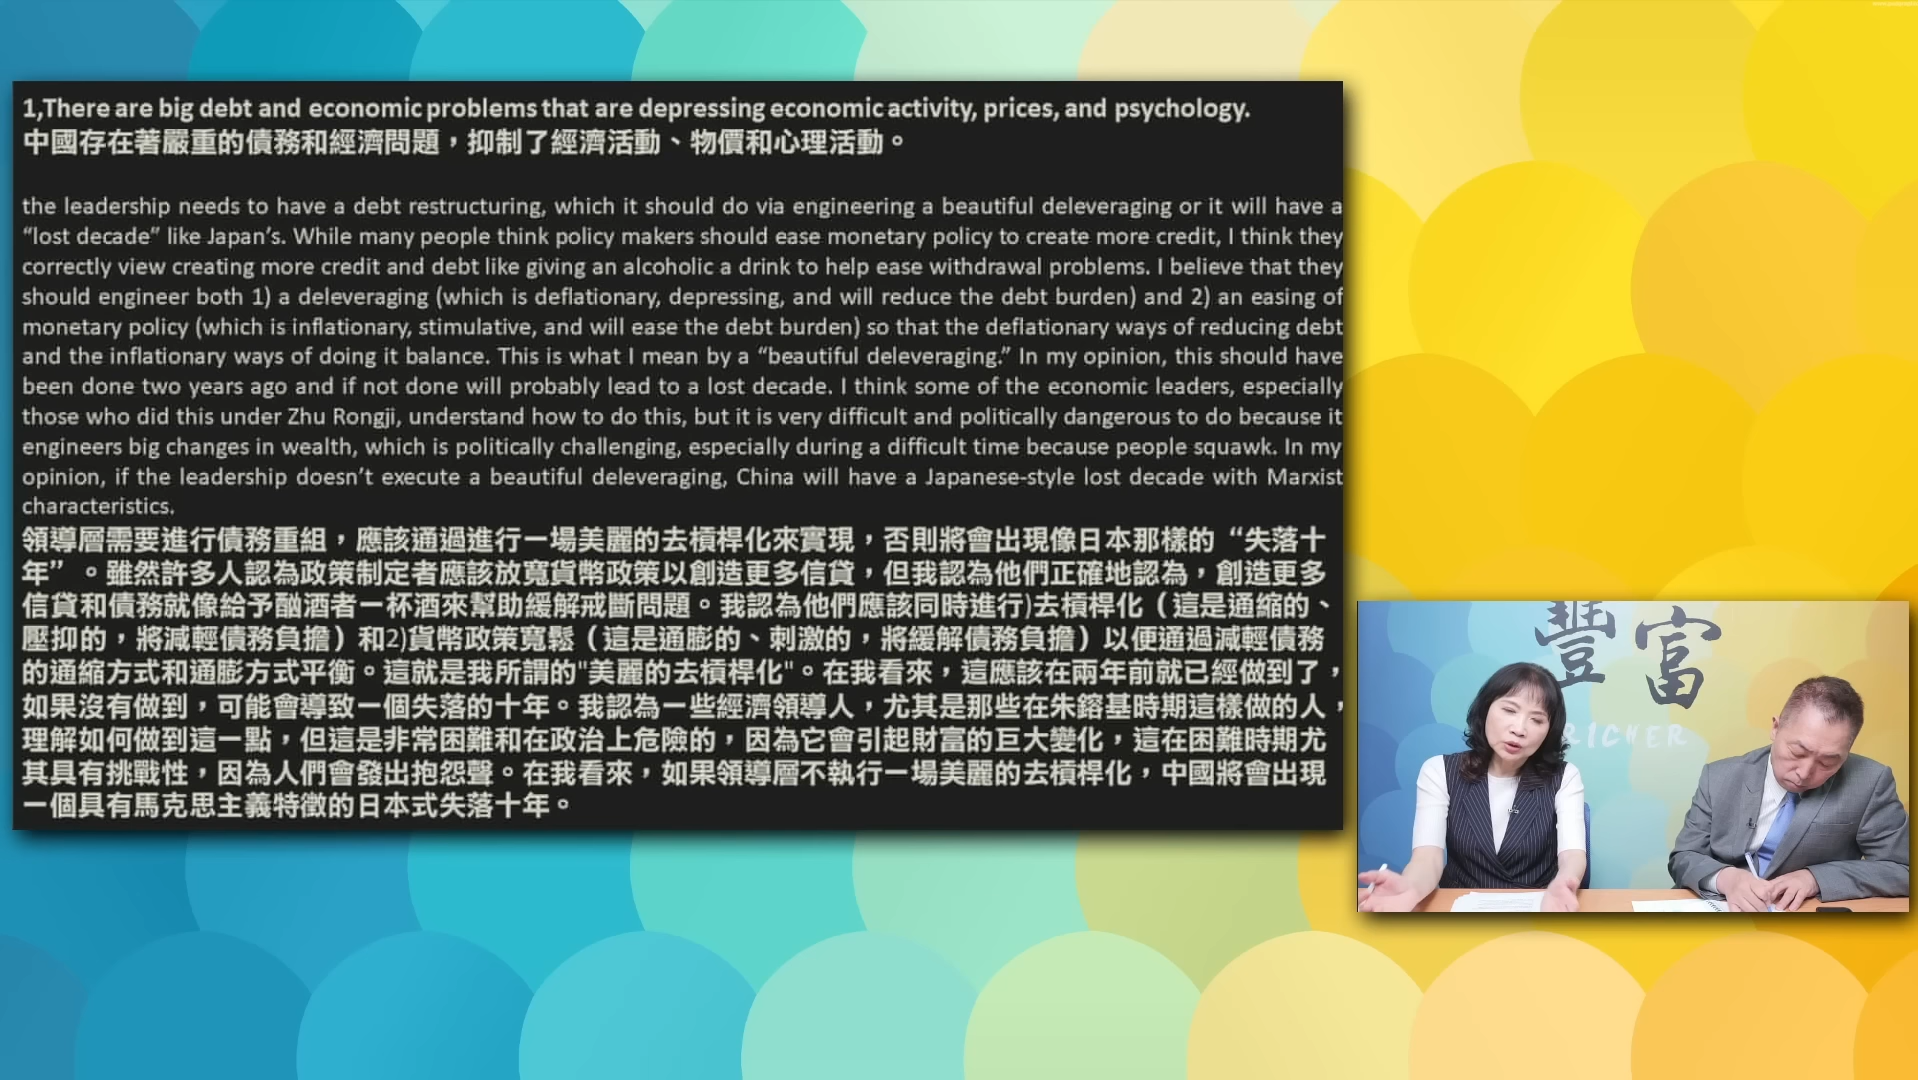 1,There are big debt and economic problems that are depressing economic activity, prices, and psychology.
中國存在著嚴重的債務和經濟問題，抑制了經濟活動、物價和心理活動。
the leadership needs to have a debt restructuring, which it should do via engineering a beautiful deleveraging or it will have a
“lost decade” like Japan’s. While many people think policy makers should ease monetary policy to create more credit, I think they
correctly view creating more credit and debt like giving an alcoholic a drink to help ease withdrawal problems. I believe that they
should engineer both 1) a deleveraging (which is deflationary, depressing, and will reduce the debt burden) and 2) an easing of
monetary policy (which is inflationary, stimulative, and will ease the debt burden) so that the deflationary ways of reducing debt
and the inflationary ways of doing it balance. This is what I mean by a “beautiful deleveraging.” In my opinion, this should have
been done two years ago and if not done will probably lead to a lost decade. I think some of the economic leaders, especially
those who did this under Zhu Rongji, understand how to do this, but it is very difficult and politically dangerous to do because it
engineers big changes in wealth, which is politically challenging, especially during a difficult time because people squawk. In my
opinion, if the leadership doesn’t execute a beautiful deleveraging, China will have a Japanese-style lost decade with Marxist
characteristics.
領導層需要進行債務重組，應該通過進行一場美麗的去槓桿化來實現，否則將會出現像日本那樣的“失落十
年”。雖然許多人認為政策制定者應該放寬貨幣政策以創造更多信貸，但我認為他們正確地認為，創造更多
信貸和債務就像給予酗酒者一杯酒來幫助緩解戒斷問題。我認為他們應該同時進行)去槓桿化（這是通縮的、
壓抑的，將減輕債務負擔）和2)貨幣政策寬鬆（這是通膨的、刺激的，將緩解債務負擔）以便通過減輕債務
的通縮方式和通膨方式平衡。這就是我所謂的"美麗的去槓桿化"。在我看來，這應該在兩年前就已經做到了，
如果沒有做到，可能會導致一個失落的十年。我認為一些經濟領導人，尤其是那些在朱鎔基時期這樣做的人，
理解如何做到這一點，但這是非常困難和在政治上危險的，因為它會引起財富的巨大變化，這在困難時期尤
其具有挑戰性，因為人們會發出抱怨聲。在我看來，如果領導層不執行一場美麗的去槓桿化，中國將會出現
一個具有馬克思主義特徵的日本式失落十年。
豐富
RICHER